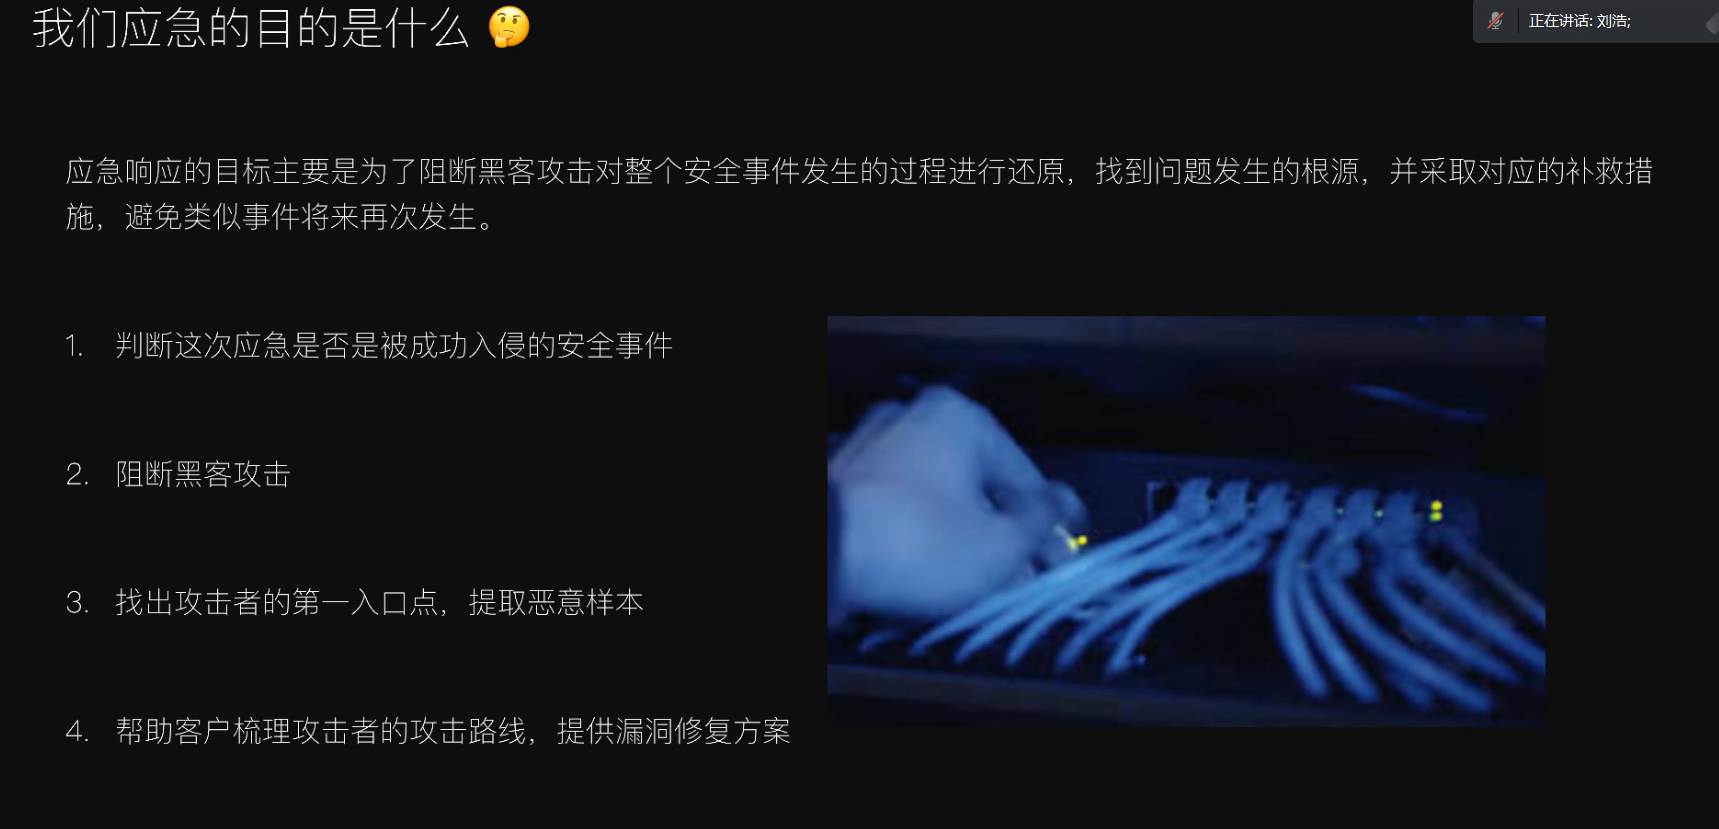 我们应急的目的是什么 🤔
正在讲话: 刘浩;
应急响应的目标主要是为了阻断黑客攻击对整个安全事件发生的过程进行还原，找到问题发生的根源，并采取对应的补救措
施，避免类似事件将来再次发生。
1. 判断这次应急是否是被成功入侵的安全事件
2. 阻断黑客攻击
3. 找出攻击者的第一入口点，提取恶意样本
4. 帮助客户梳理攻击者的攻击路线，提供漏洞修复方案